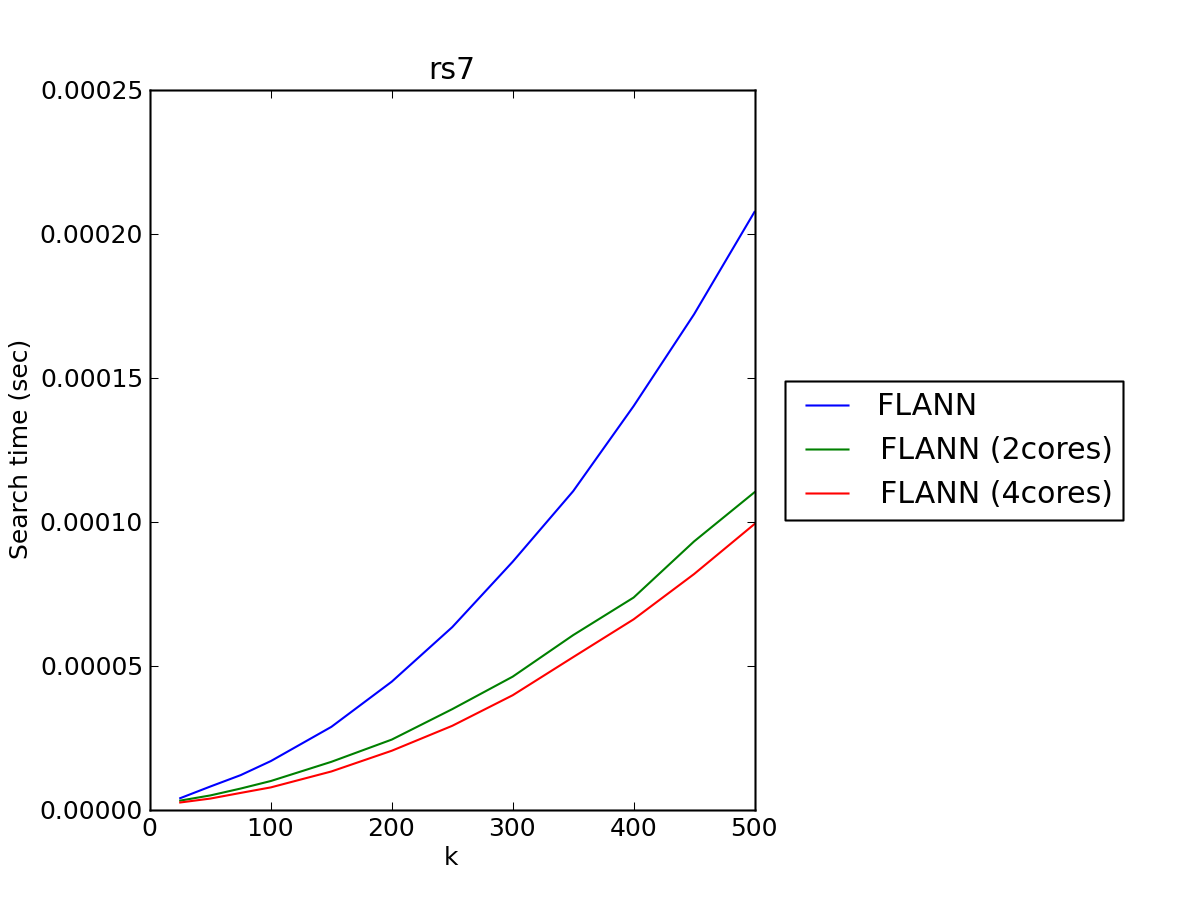 rs7
0.00025
0.00020
0.00015
0.00010
0.00005
0.00000
Search time (sec)
0 100 200 300 400 500
k
FLANN
FLANN (2cores)
FLANN (4cores)